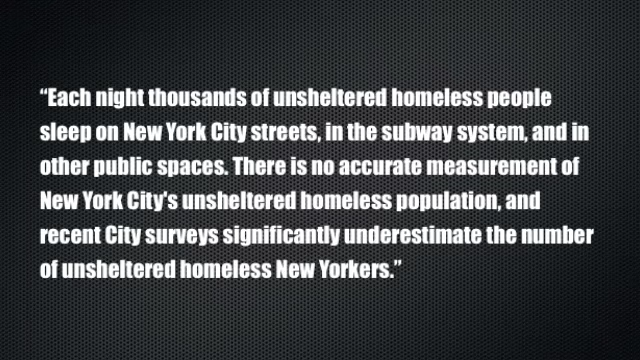 “Each night thousands of unsheltered homeless people
sleep on New York City streets, in the subway system, and in
other public spaces. There is no accurate measurement of
New York City's unsheltered homeless population, and
recent City surveys significantly underestimate the number
of unsheltered homeless New Yorkers.”